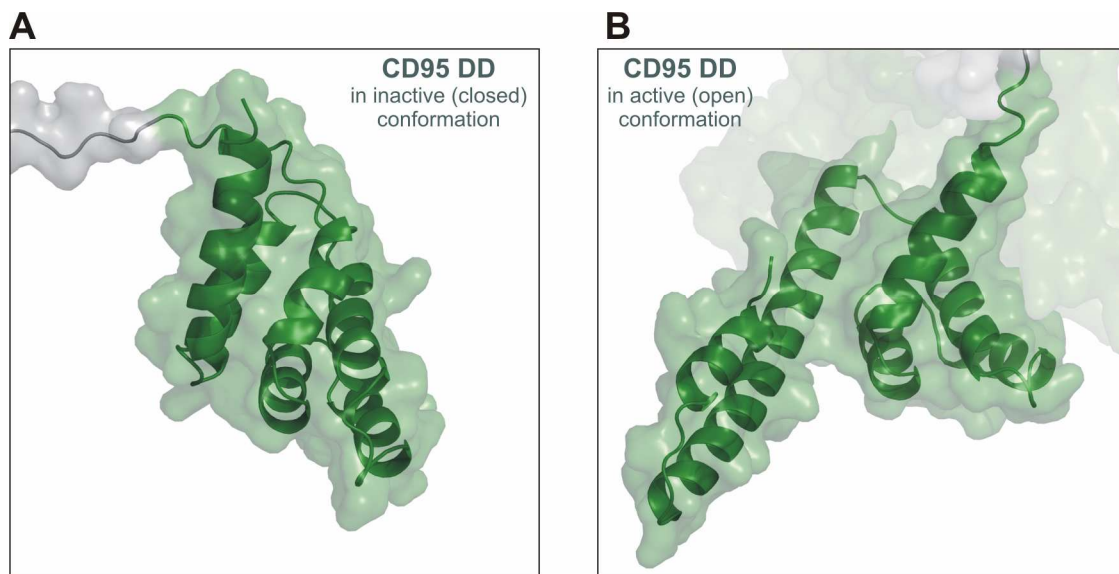 A
CD95 DD
in inactive (closed)
conformation
B
CD95 DD
in active (open)
conformation